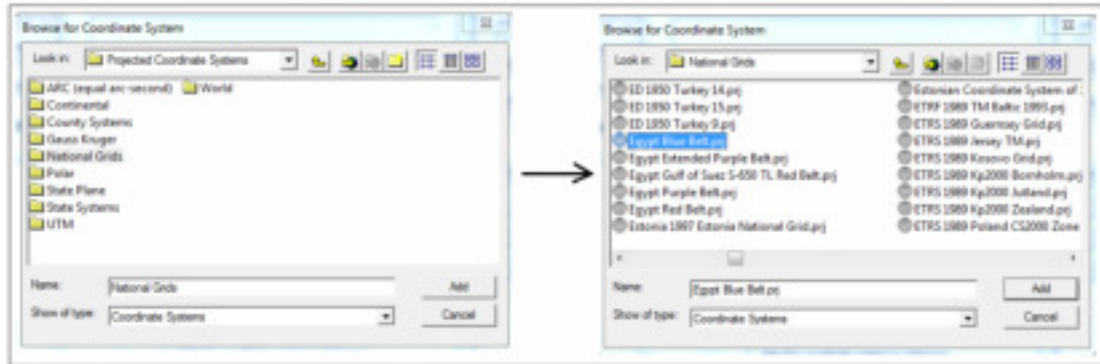 Browse for Coordinate System
Look in: Projected Coordinate Systems
ARC (equal arc-second) World
Continental
County Systems
Gauss Kruger
National Grids
Polar
State Plane
State Systems
UTM
Name: National Grids Add
Show of type: Coordinate Systems Cancel
Browse for Coordinate System
Look in: National Grids
ED 1950 Turkey 14.prj Estonian Coordinate System of
ED 1950 Turkey 15.prj ETRF 1989 TM Baltic 1993.prj
ED 1950 Turkey 9.prj ETRS 1989 Guernsey Grid.prj
Egypt Blue Belt.prj ETRS 1989 Jersey TM.prj
Egypt Extended Purple Belt.prj ETRS 1989 Kosovo Grid.prj
Egypt Gulf of Suez S-650 TL Red Belt.prj ETRS 1989 Kp2000 Bornholm.prj
Egypt Purple Belt.prj ETRS 1989 Kp2000 Jutland.prj
Egypt Red Belt.prj ETRS 1989 Kp2000 Zealand.prj
Estonia 1997 Estonia National Grid.prj ETRS 1989 Poland CS2000 Zone
Name: Egypt Blue Belt.prj Add
Show of type: Coordinate Systems Cancel